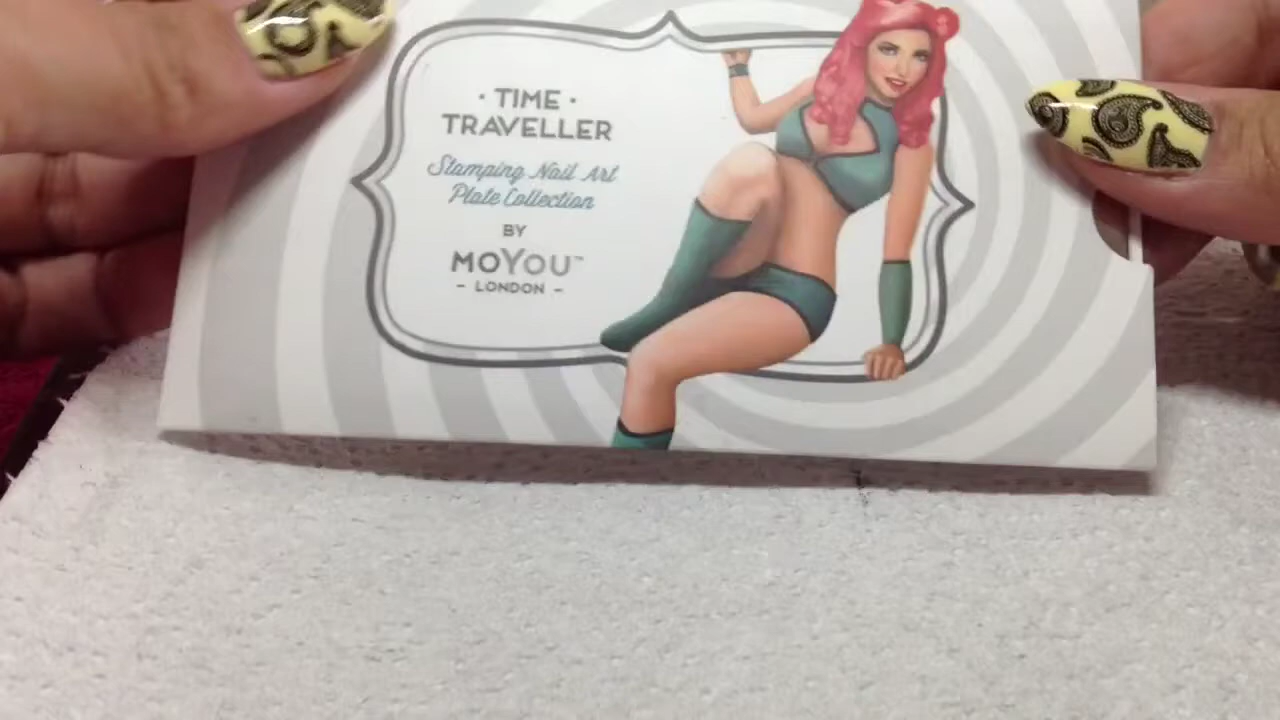 · TIME ·
TRAVELLER
Stamping Nail Art
Plate Collection
BY
MOYOU™
- LONDON -